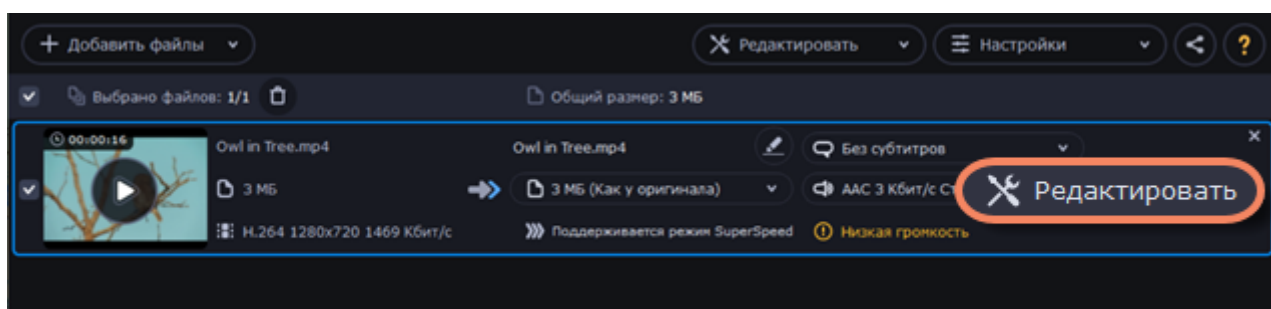 Добавить файлы
Редактировать
Настройки
?
Выбрано файлов: 1/1
Общий размер: 3 МБ
00:00:16
Owl in Tree.mp4
Owl in Tree.mp4
Без субтитров
3 МБ
3 МБ (Как у оригинала)
AAC 3 Кбит/с
Редактировать
H.264 1280x720 1469 Кбит/с
Поддерживается режим SuperSpeed
Низкая громкость